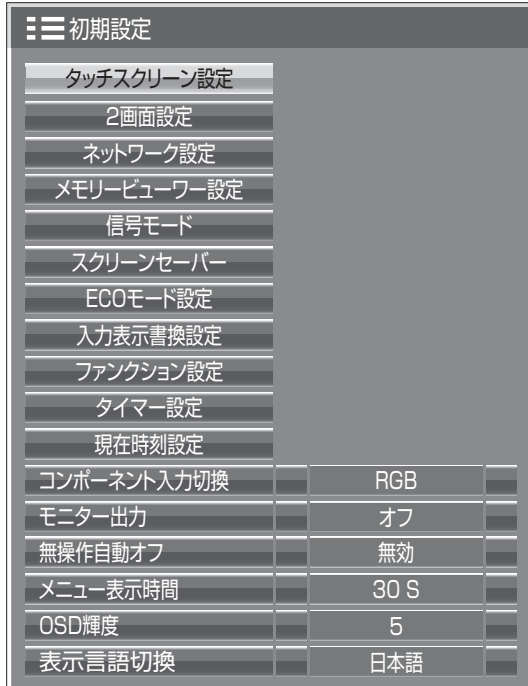 初期設定
タッチスクリーン設定
2画面設定
ネットワーク設定
メモリービューワー設定
信号モード
スクリーンセーバー
ECOモード設定
入力表示書換設定
ファンクション設定
タイマー設定
現在時刻設定
コンポーネント入力切換 RGB
モニター出力 オフ
無操作自動オフ 無効
メニュー表示時間 30 S
OSD輝度 5
表示言語切換 日本語